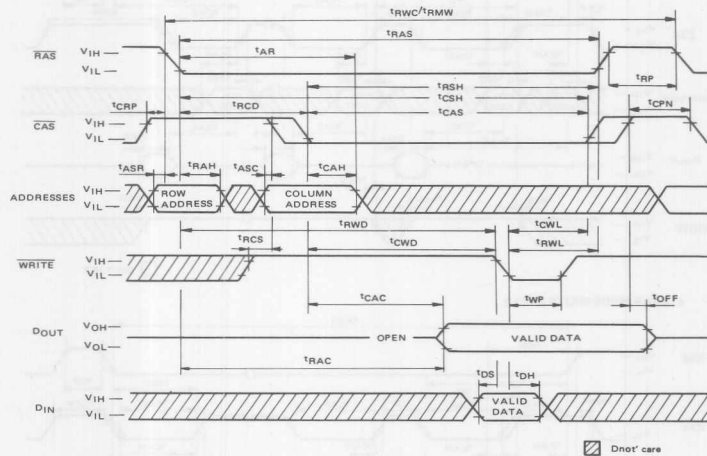 tRWC/tRMW
tRAS
tAR
RAS
VIH
VIL
tRSH
tRP
tCSH
tCRP
tRCD
tCAS
tCPN
CAS
VIH
VIL
tASR
tRAH
tASC
tCAH
ADDRESSES
VIH
VIL
ROW
ADDRESS
COLUMN
ADDRESS
tRWD
tCWL
tRCS
tCWD
tRWL
WRITE
VIH
VIL
tCAC
tWP
tOFF
DOUT
VOH
VOL
OPEN
VALID DATA
tRAC
tDS
tDH
DIN
VIH
VIL
VALID
DATA
Dnot' care